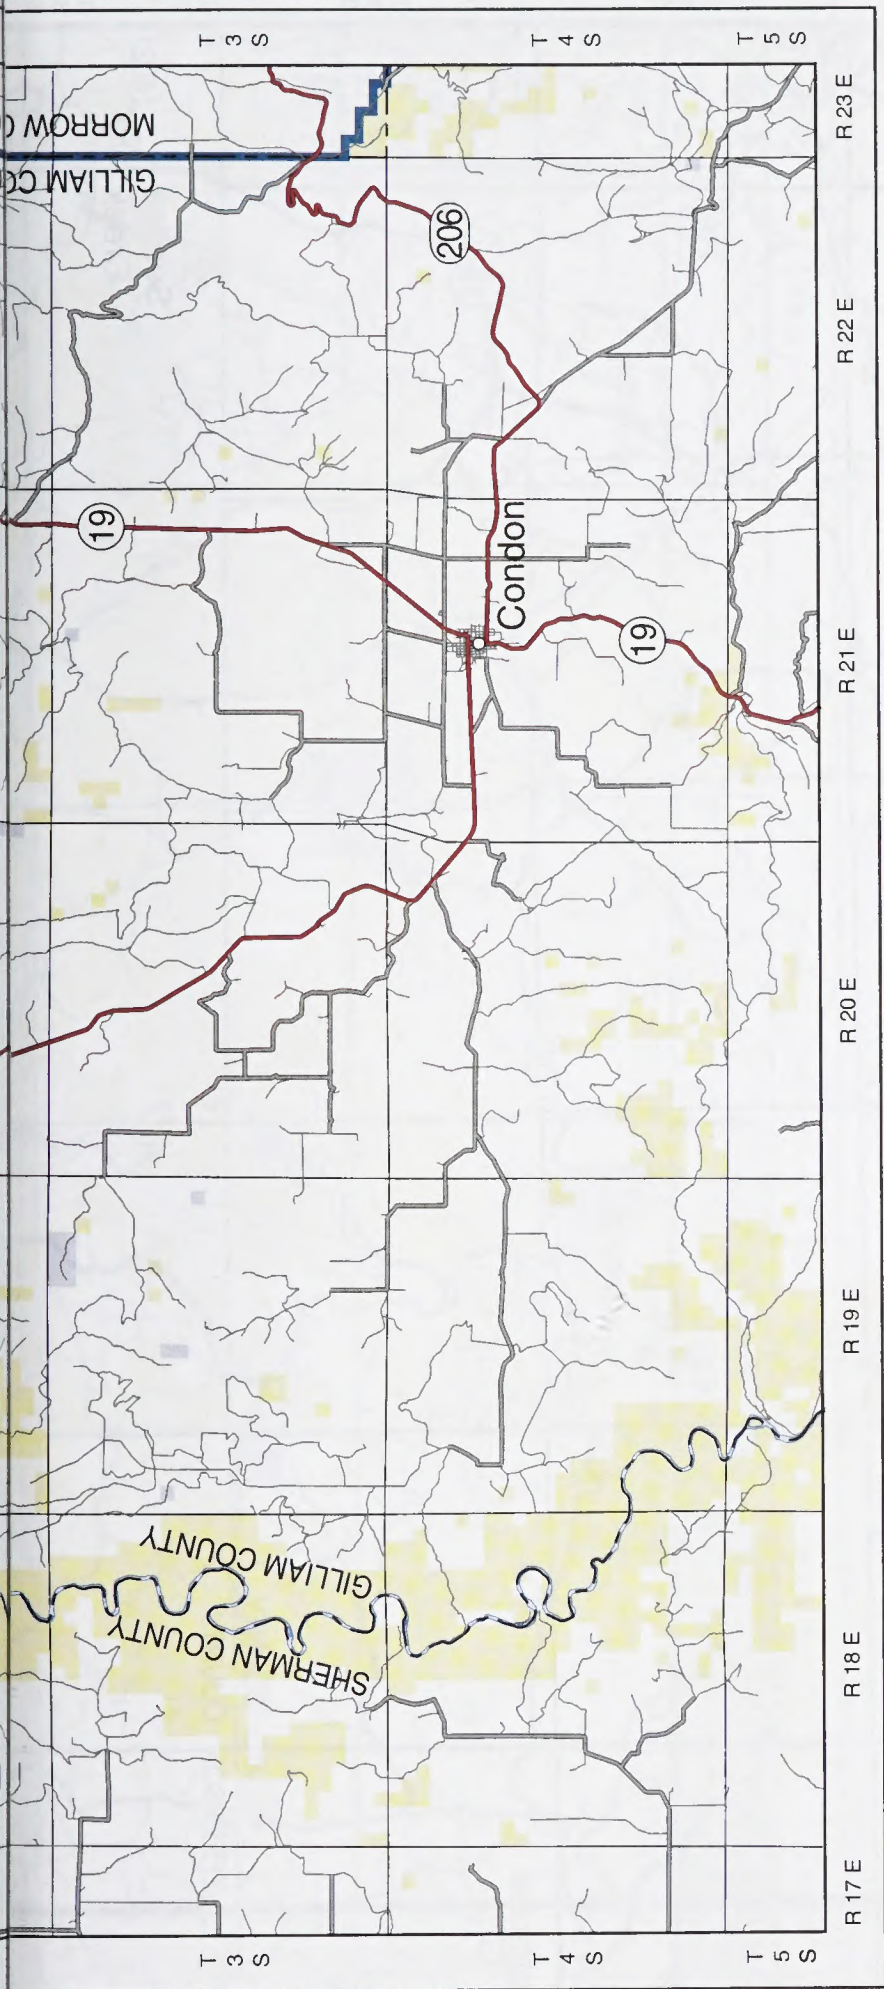 T 3 S
T 4 S
T 5 S
MORROW
GILLIAM
206
R 23 E
R 22 E
19
Condon
19
R 21 E
R 20 E
R 19 E
GILLIAM COUNTY
SHERMAN COUNTY
R 18 E
R 17 E
T 3 S
T 4 S
T 5 S